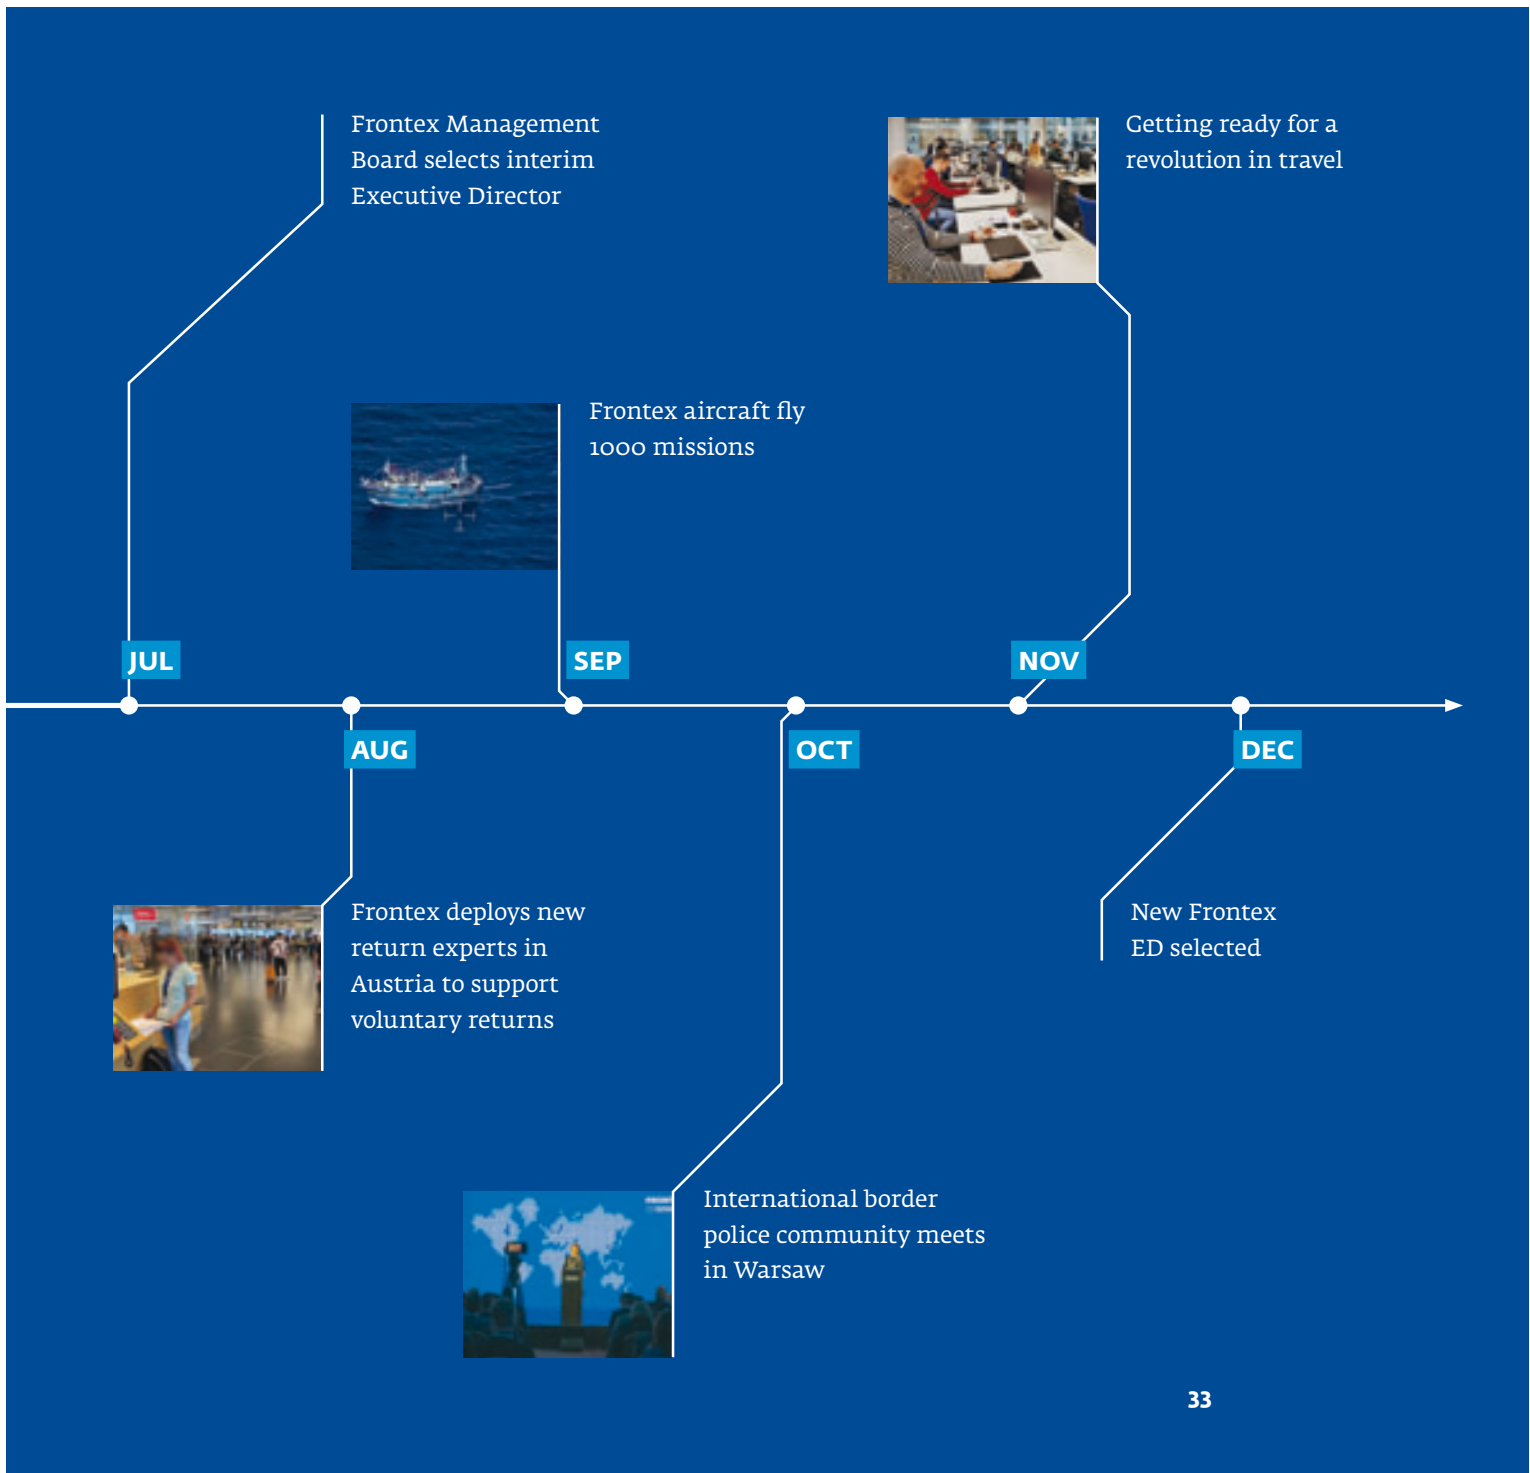 Frontex Management
Board selects interim
Executive Director
Getting ready for a
revolution in travel
Frontex aircraft fly
1000 missions
JUL
SEP
NOV
AUG
OCT
DEC
Frontex deploys new
return experts in
Austria to support
voluntary returns
New Frontex
ED selected
International border
police community meets
in Warsaw
33